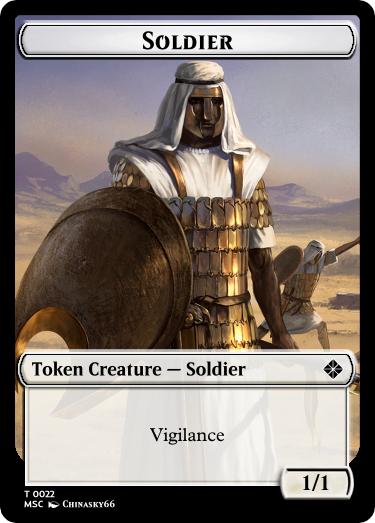 Soldier
Token Creature — Soldier
Vigilance
1/1
T 0022
MSC Chinasky66